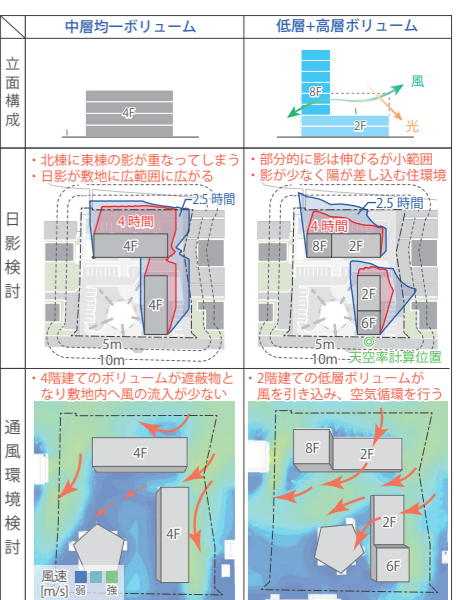 中層均一ボリューム
低層+高層ボリューム
立面構成
4F
8F
2F
風
光
日影検討
・北棟に東棟の影が重なってしまう
・日影が敷地に広範囲に広がる
2.5時間
4時間
4F
4F
5m
10m
・部分的に影は伸びるが小範囲
・影が少なく陽が差し込む住環境
2.5時間
4時間
8F
2F
2F
6F
5m
10m
天空率計算位置
通風環境検討
・4階建てのボリュームが遮蔽物と
なり敷地内へ風の流入が少ない
4F
4F
風速
[m/s]
弱
強
・2階建ての低層ボリュームが
風を引き込み、空気循環を行う
8F
2F
2F
6F